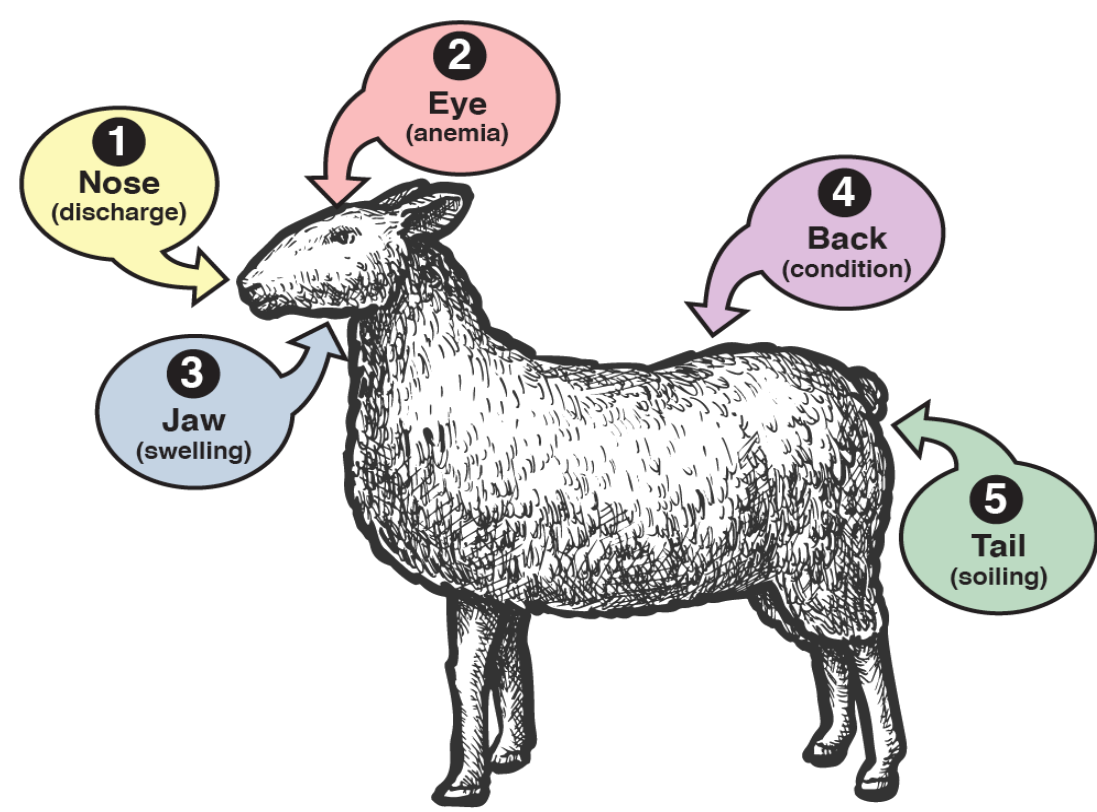 1
Nose
(discharge)
2
Eye
(anemia)
3
Jaw
(swelling)
4
Back
(condition)
5
Tail
(soiling)